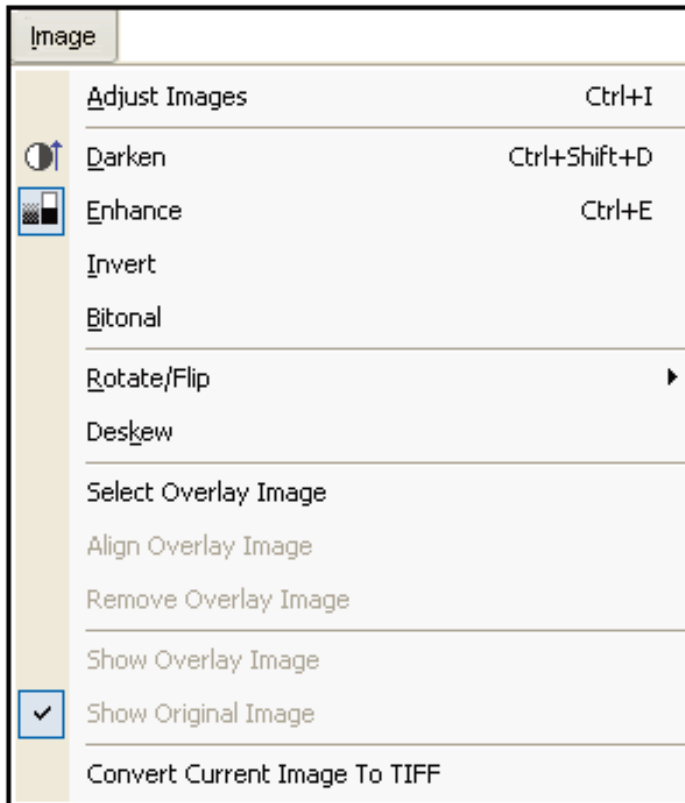 Image
Adjust Images Ctrl+I
Darken Ctrl+Shift+D
Enhance Ctrl+E
Invert
Bitonal
Rotate/Flip
Deskew
Select Overlay Image
Align Overlay Image
Remove Overlay Image
Show Overlay Image
Show Original Image
Convert Current Image To TIFF